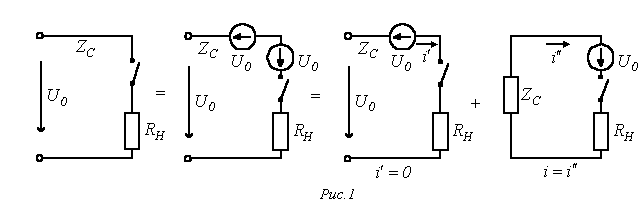 Z_C Z_C U_0 U_0 Z_C U_0 i' i" U_0
U_0 = U_0 = U_0 + Z_C
R_H R_H R_H R_H
i' = 0 i = i"
Рис.1